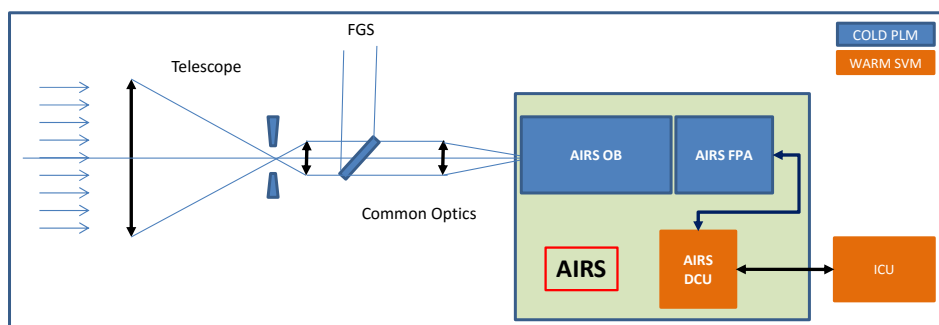 FGS
COLD PLM
WARM SVM
Telescope
AIRS OB
AIRS FPA
Common Optics
AIRS
AIRS
DCU
ICU